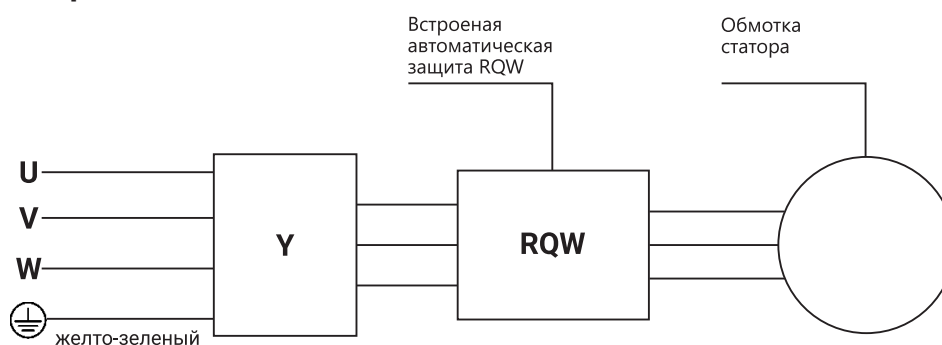 Встроеная
автоматическая
защита RQW
Обмотка
статора
U
V
Y
RQW
W
желто-зеленый